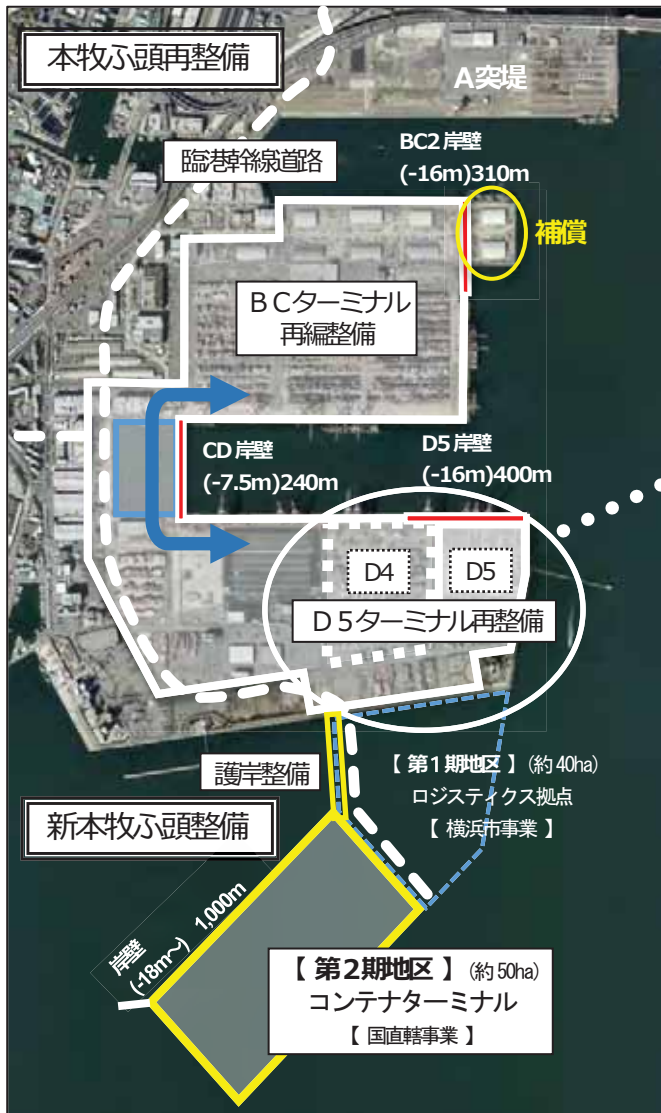 本牧ふ頭再整備
A突堤
臨港幹線道路
BC2岸壁
(-16m)310m
補償
BCターミナル
再編整備
CD岸壁
(-7.5m)240m
D5岸壁
(-16m)400m
D4
D5
D5ターミナル再整備
護岸整備
【 第1期地区 】(約40ha)
ロジスティクス拠点
【 横浜市事業 】
新本牧ふ頭整備
岸壁
(-18m～) 1,000m
【 第2期地区 】(約50ha)
コンテナターミナル
【 国直轄事業 】